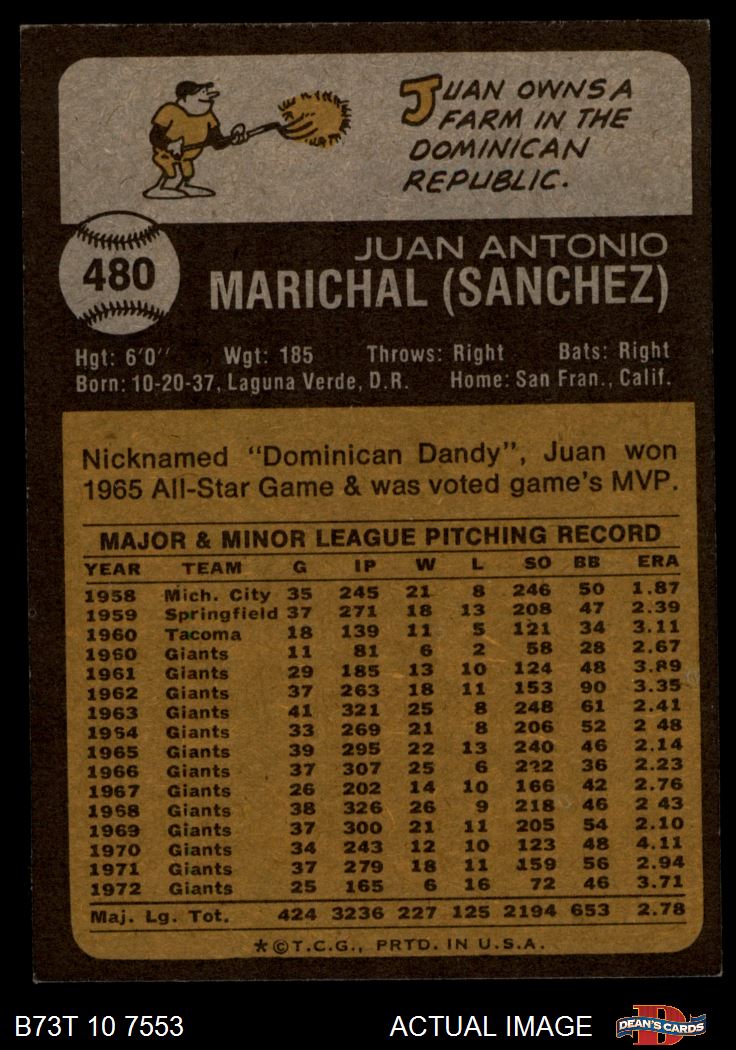 JUAN OWNS A
FARM IN THE
DOMINICAN
REPUBLIC.
480
JUAN ANTONIO
MARICHAL (SANCHEZ)
Hgt: 6'0'' Wgt: 185 Throws: Right Bats: Right
Born: 10-20-37, Laguna Verde, D.R. Home: San Fran., Calif.
Nicknamed "Dominican Dandy", Juan won
1965 All-Star Game & was voted game's MVP.
MAJOR & MINOR LEAGUE PITCHING RECORD
YEAR TEAM G IP W L SO BB ERA
1958 Mich. City 35 245 21 8 246 50 1.87
1959 Springfield 37 271 18 13 208 47 2.39
1960 Tacoma 18 139 11 5 121 34 3.11
1960 Giants 11 81 6 2 58 28 2.67
1961 Giants 29 185 13 10 124 48 3.89
1962 Giants 37 263 18 11 153 90 3.35
1963 Giants 41 321 25 8 248 61 2.41
1964 Giants 33 269 21 8 206 52 2 48
1965 Giants 39 295 22 13 240 46 2.14
1966 Giants 37 307 25 6 222 36 2.23
1967 Giants 26 202 14 10 166 42 2.76
1968 Giants 38 326 26 9 218 46 2 43
1969 Giants 37 300 21 11 205 54 2.10
1970 Giants 34 243 12 10 123 48 4.11
1971 Giants 37 279 18 11 159 56 2.94
1972 Giants 25 165 6 16 72 46 3.71
Maj. Lg. Tot. 424 3236 227 125 2194 653 2.78
*©T.C.G., PRTD. IN U.S.A.
B73T 10 7553 ACTUAL IMAGE D DEAN'S CARDS